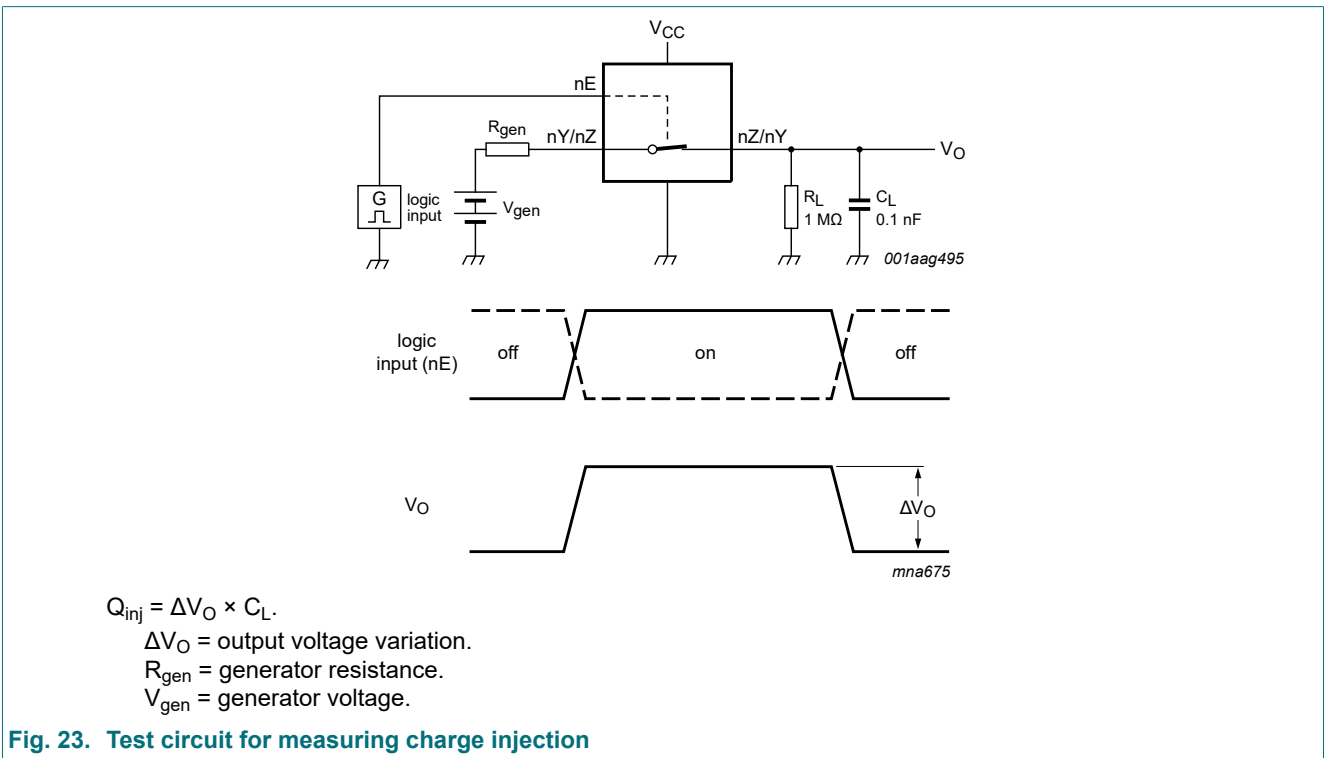 VCC
nE
Rgen
nY/nZ
nZ/nY
VO
G
logic
input
Vgen
RL
1 MΩ
CL
0.1 nF
001aag495
logic
input (nE)
off
on
off
VO
ΔVO
mna675
Qinj = ΔVO × CL.
ΔVO = output voltage variation.
Rgen = generator resistance.
Vgen = generator voltage.
Fig. 23. Test circuit for measuring charge injection